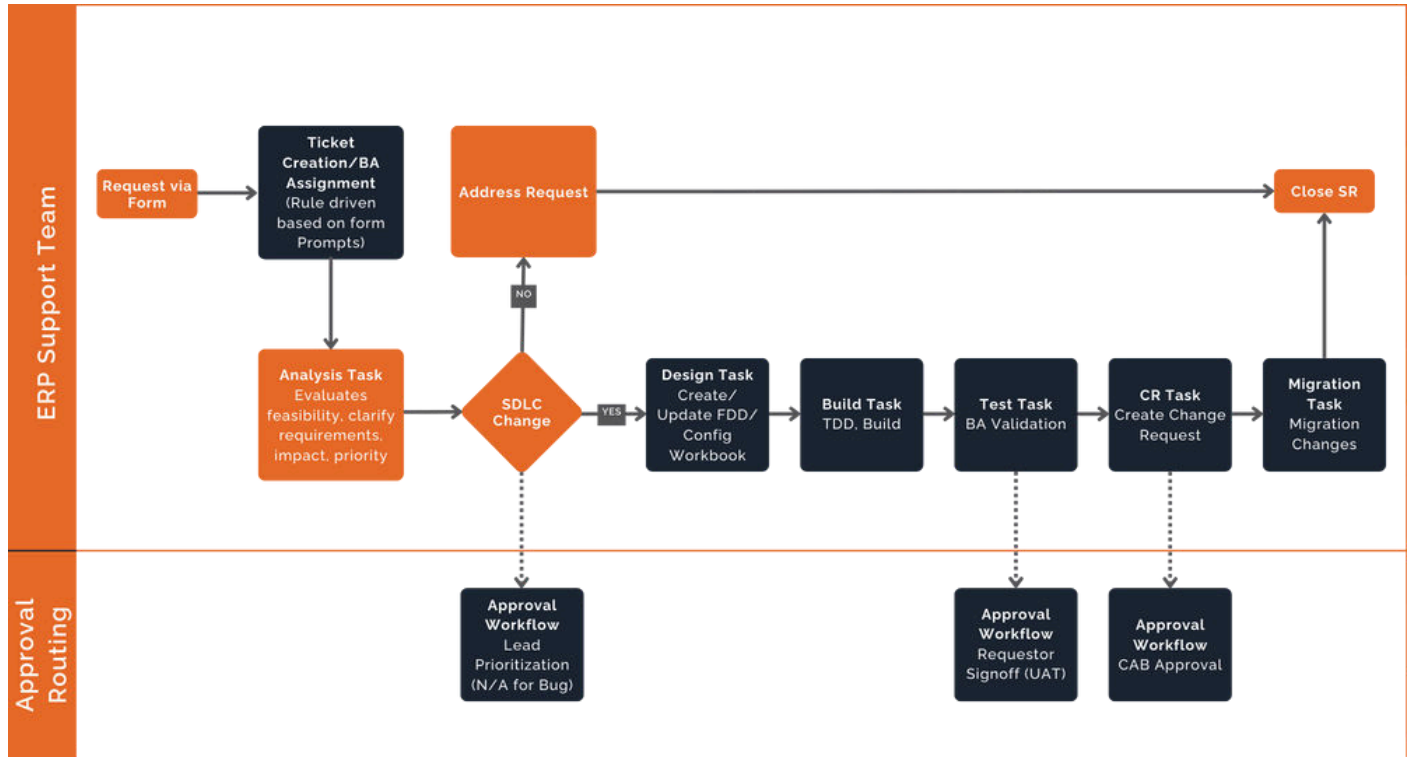 ERP Support Team
Request via
Form
Ticket
Creation/BA
Assignment
(Rule driven
based on form
Prompts)
Address Request
Close SR
NO
Analysis Task
Evaluates
feasibility, clarify
requirements,
impact, priority
SDLC
Change
YES
Design Task
Create/
Update FDD/
Config
Workbook
Build Task
TDD, Build
Test Task
BA Validation
CR Task
Create Change
Request
Migration
Task
Migration
Changes
Approval
Routing
Approval
Workflow
Lead
Prioritization
(N/A for Bug)
Approval
Workflow
Requestor
Signoff (UAT)
Approval
Workflow
CAB Approval